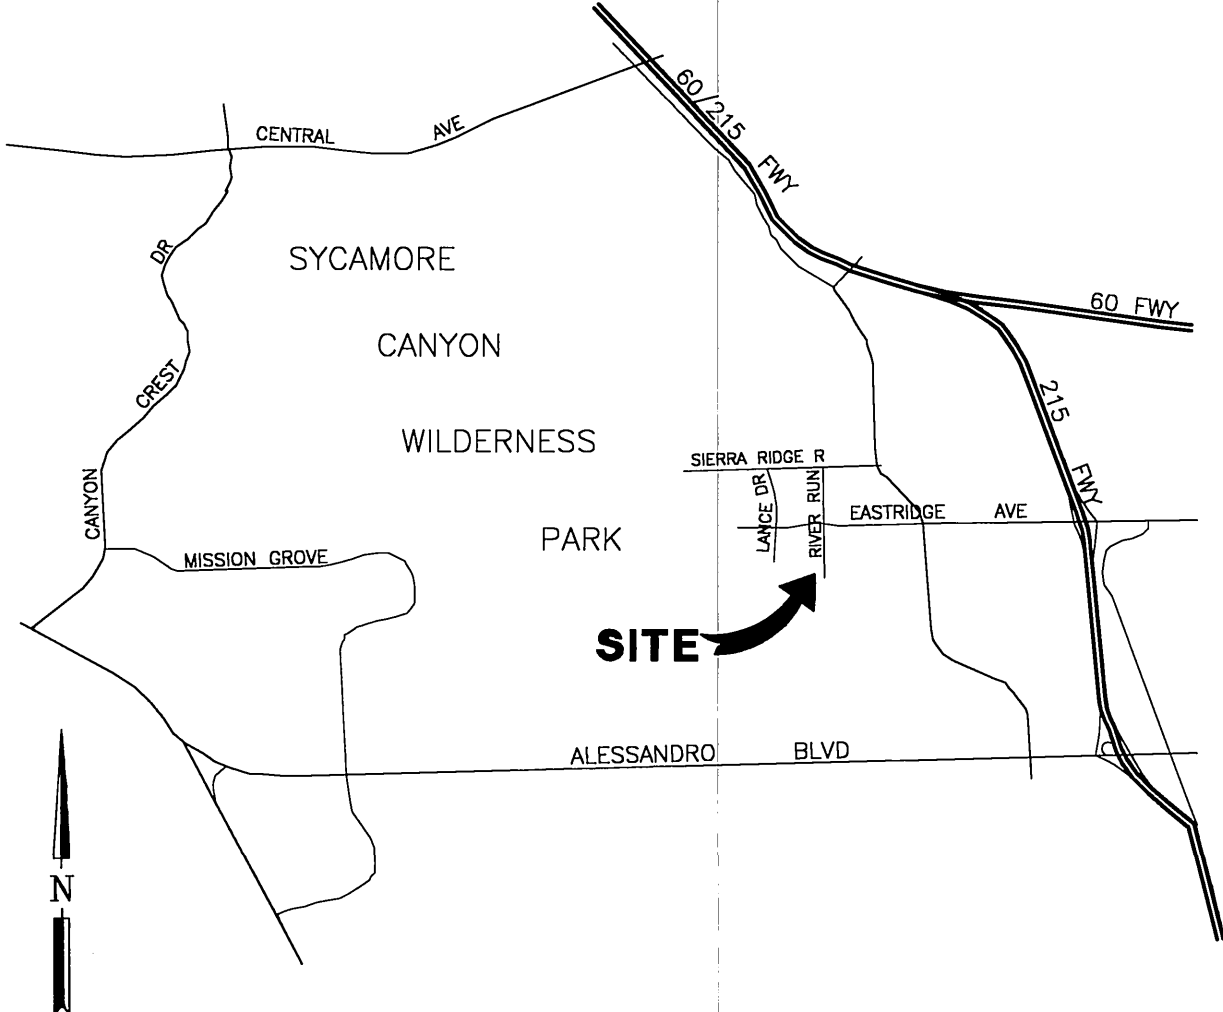 60/215
FWY
CENTRAL AVE
DR
SYCAMORE
60 FWY
CANYON
CREST
215
WILDERNESS
FWY
SIERRA RIDGE R
CANYON
LANCE DR
RIVER RUN
EASTRIDGE AVE
PARK
MISSION GROVE
SITE
ALESSANDRO BLVD
N